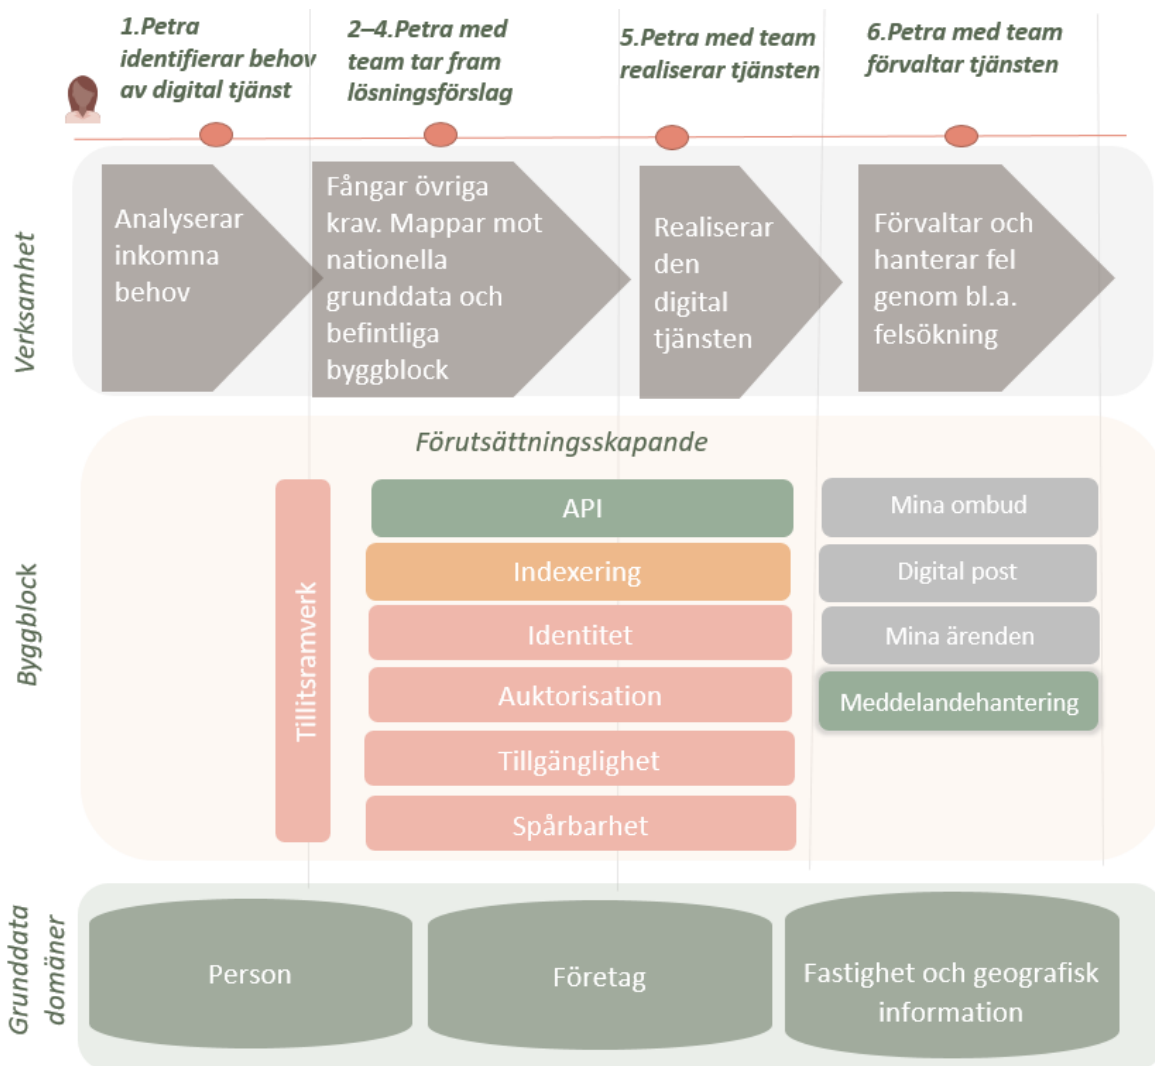 1.Petra
identifierar behov
av digital tjänst
2–4.Petra med
team tar fram
lösningsförslag
5.Petra med team
realiserar tjänsten
6.Petra med team
förvaltar tjänsten
Verksamhet
Analyserar
inkomna
behov
Fångar övriga
krav. Mappar mot
nationella
grunddata och
befintliga
byggblock
Realiserar
den
digital
tjänsten
Förvaltar och
hanterar fel
genom bl.a.
felsökning
Byggblock
Förutsättningsskapande
Tillitsramverk
API
Indexering
Identitet
Auktorisation
Tillgänglighet
Spårbarhet
Mina ombud
Digital post
Mina ärenden
Meddelandehantering
Grunddata
domäner
Person
Företag
Fastighet och geografisk
information